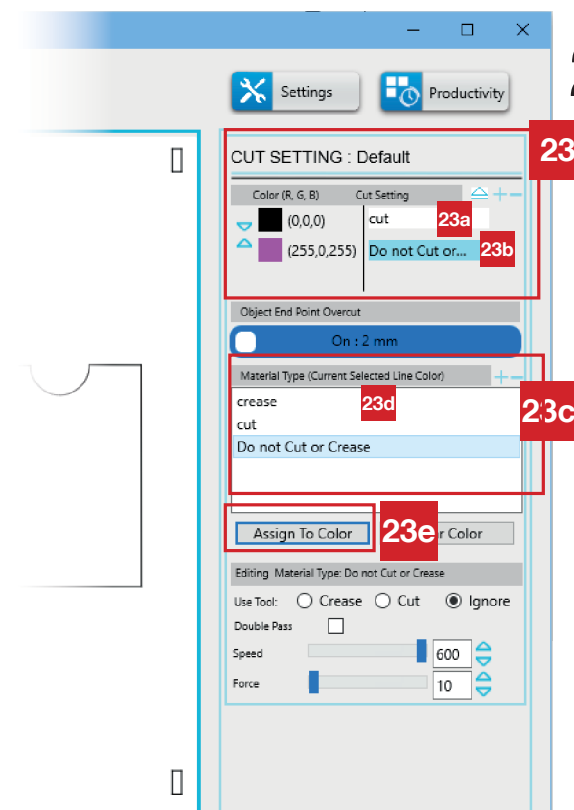 Settings
Productivity
23
CUT SETTING : Default
Color (R, G, B) Cut Setting
(0,0,0) cut 23a
(255,0,255) Do not Cut or... 23b
Object End Point Overcut
On : 2 mm
Material Type (Current Selected Line Color)
crease 23d
cut
23c
Do not Cut or Crease
Assign To Color 23e Color
Editing Material Type: Do not Cut or Crease
Use Tool: Crease Cut Ignore
Double Pass
Speed 600
Force 10